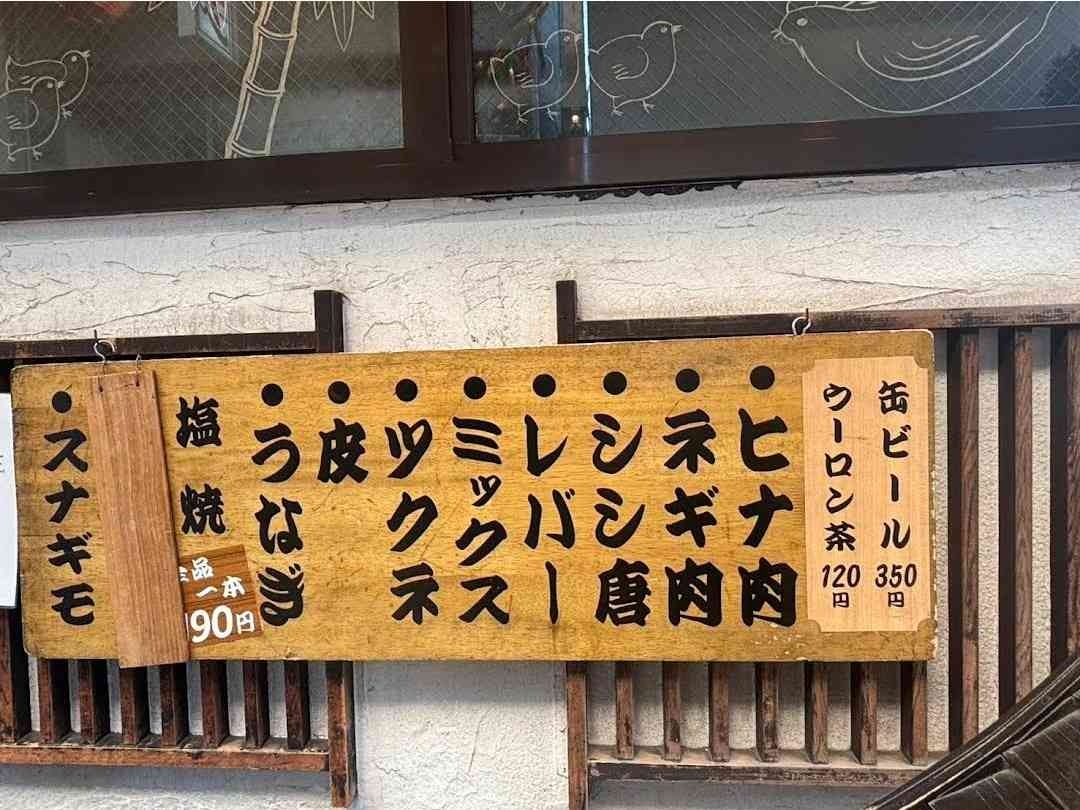 缶ビール 350円
ウーロン茶 120円
●ヒナ肉
●ネギ肉
●シシ唐
●レバー
●ミックス
●ツクネ
●皮
●うなぎ
塩焼
品
一本
90円
●スナギモ